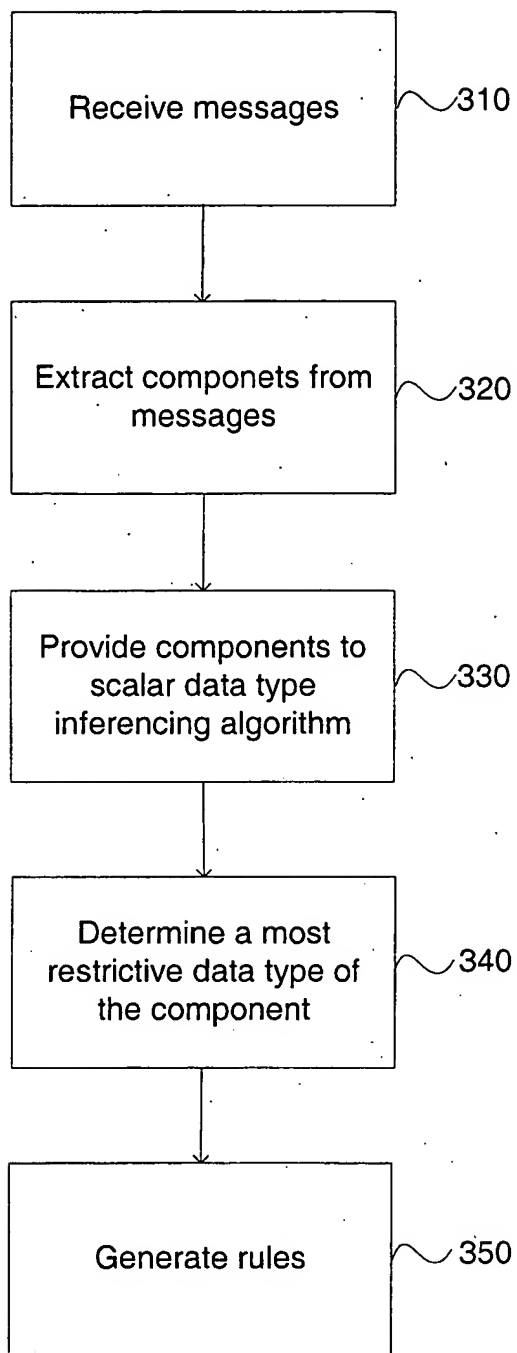 Receive messages
310
Extract componets from
messages
320
Provide components to
scalar data type
inferencing algorithm
330
Determine a most
restrictive data type of
the component
340
Generate rules
350